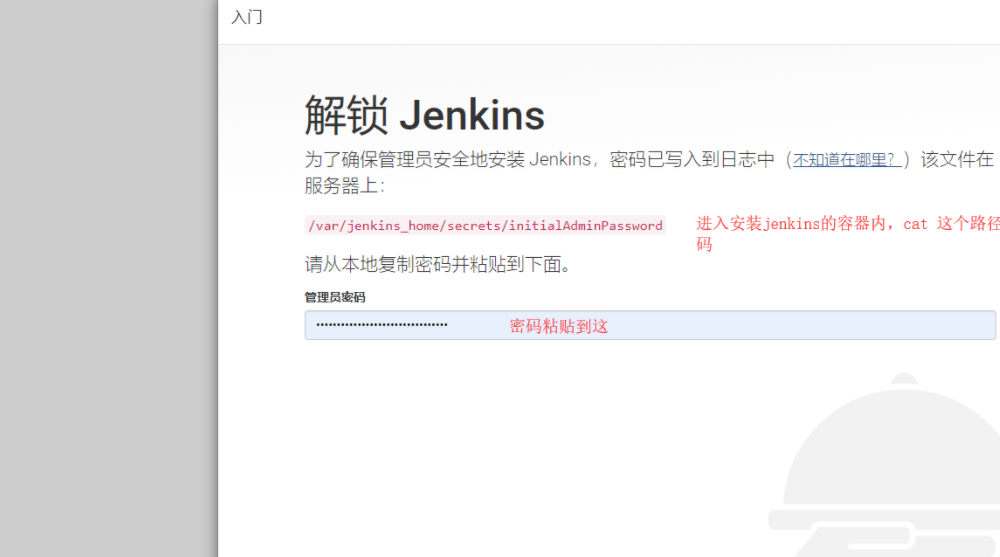 入门
解锁 Jenkins
为了确保管理员安全地安装 Jenkins，密码已写入到日志中（不知道在哪里？）该文件在
服务器上：
/var/jenkins_home/secrets/initialAdminPassword
进入安装jenkins的容器内，cat 这个路径
码
请从本地复制密码并粘贴到下面。
管理员密码
密码粘贴到这